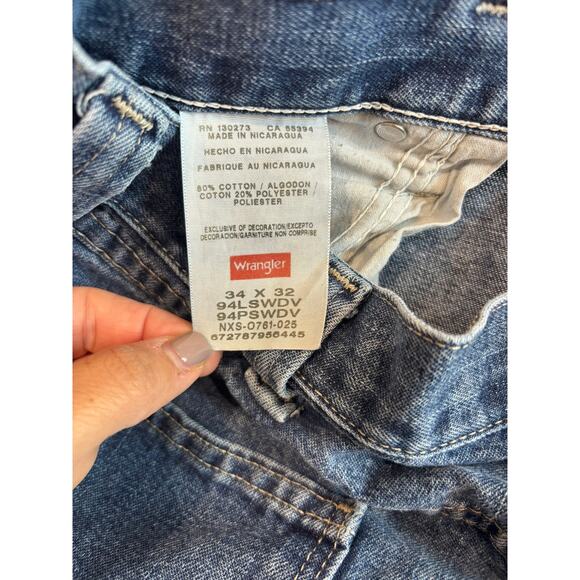 RN 130273 CA 55394
MADE IN NICARAGUA
HECHO EN NICARAGUA
FABRIQUE AU NICARAGUA
80% COTTON / ALGODON /
COTON 20% POLYESTER /
POLIESTER
EXCLUSIVE OF DECORATION/EXCEPTO
DECORACION/GARNITURE NON COMPRISE
Wrangler
34 X 32
94LSWDV
94PSWDV
NXS-0761-025
672787956445